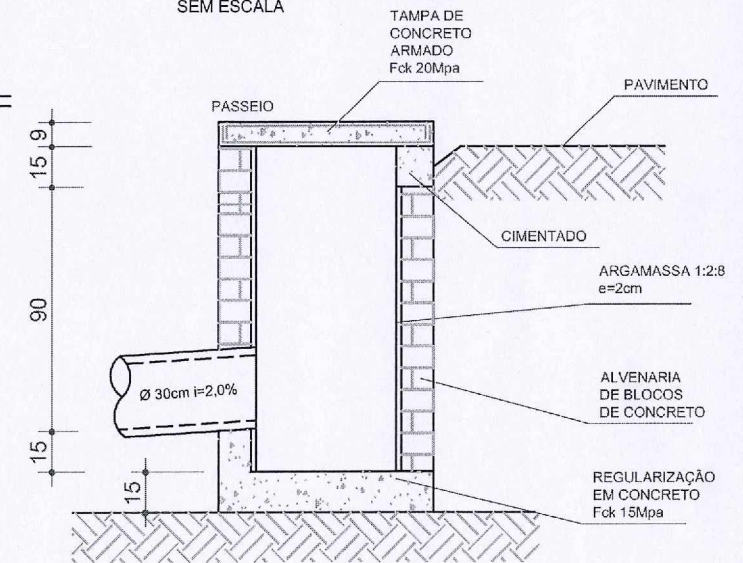 SEM ESCALA
TAMPA DE
CONCRETO
ARMADO
Fck 20Mpa
PAVIMENTO
PASSEIO
9
15
CIMENTADO
ARGAMASSA 1:2:8
e=2cm
90
Ø 30cm i=2,0%
ALVENARIA
DE BLOCOS
DE CONCRETO
15
15
REGULARIZAÇÃO
EM CONCRETO
Fck 15Mpa